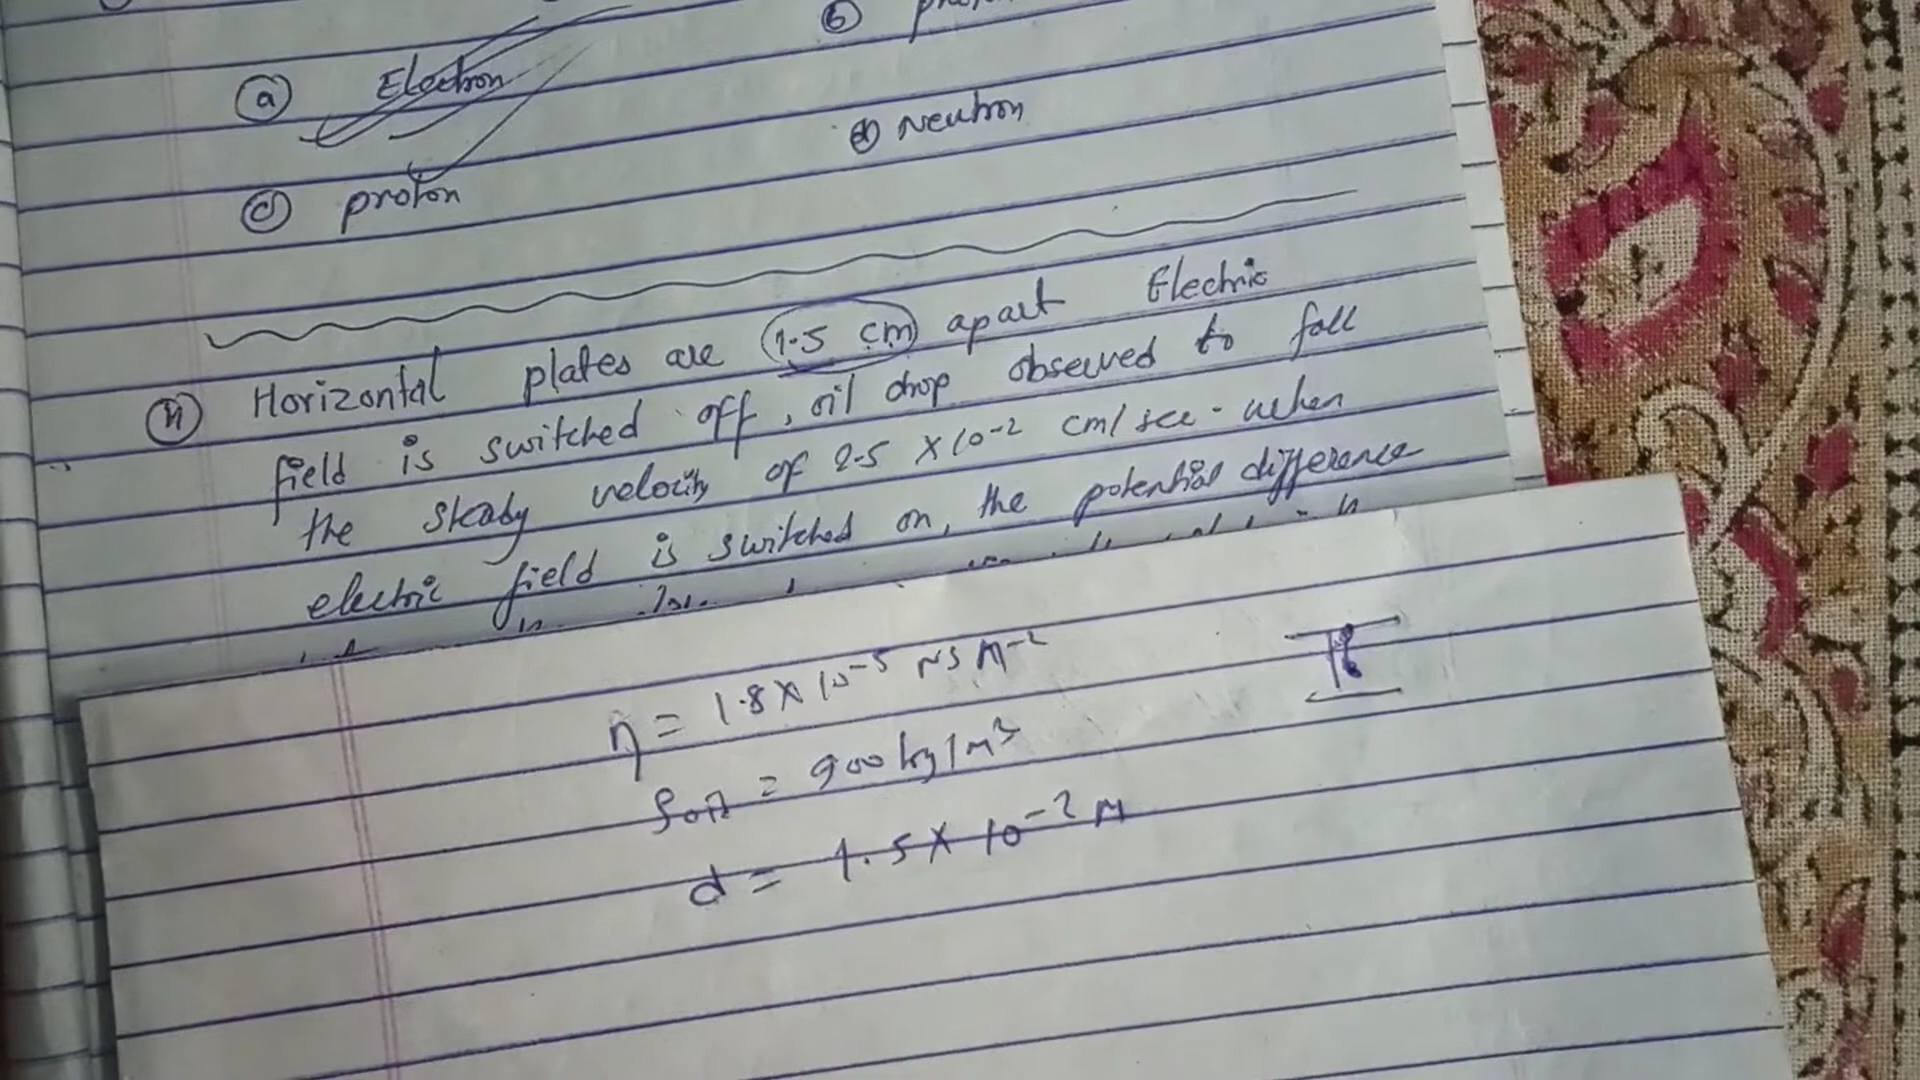 ⓐ Electron
ⓑ
ⓒ proton
ⓓ Neutron
Horizontal plates are 1.5 cm apart Electric
field is switched off, oil drop observed to fall
the steady velocity of 2.5 × 10⁻² cm/sec. when
electric field is switched on, the potential difference
η = 1.8 × 10⁻⁵ NS M⁻²
ρoil = 900 kg/m³
d = 1.5 × 10⁻² M